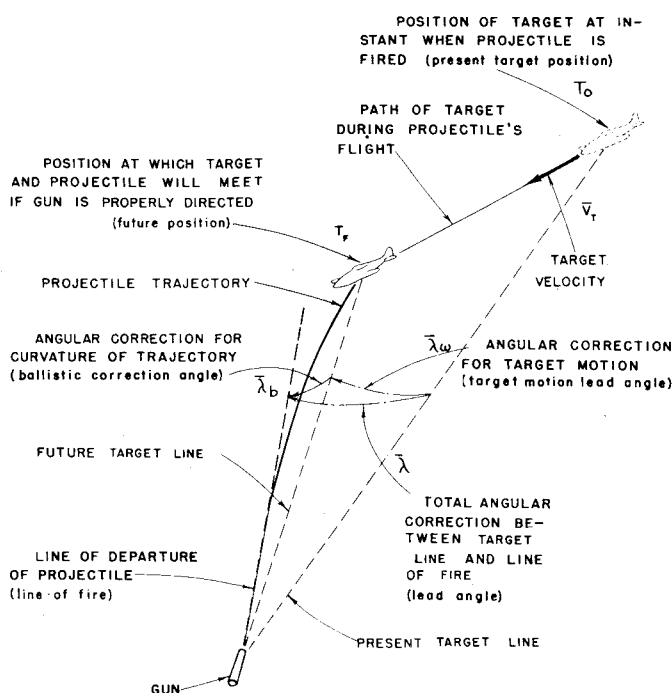 POSITION OF TARGET AT IN-
STANT WHEN PROJECTILE IS
FIRED (present target position)
T₀
PATH OF TARGET
DURING PROJECTILE'S
FLIGHT
POSITION AT WHICH TARGET
AND PROJECTILE WILL MEET
IF GUN IS PROPERLY DIRECTED
(future position)
V̅_T
T_F
TARGET
VELOCITY
PROJECTILE TRAJECTORY
ANGULAR CORRECTION FOR
CURVATURE OF TRAJECTORY
(ballistic correction angle)
λ̅ω
ANGULAR CORRECTION
FOR TARGET MOTION
(target motion lead angle)
λ̅b
λ̅
FUTURE TARGET LINE
TOTAL ANGULAR
CORRECTION BE-
TWEEN TARGET
LINE AND LINE
OF FIRE
(lead angle)
LINE OF DEPARTURE
OF PROJECTILE
(line of fire)
PRESENT TARGET LINE
GUN